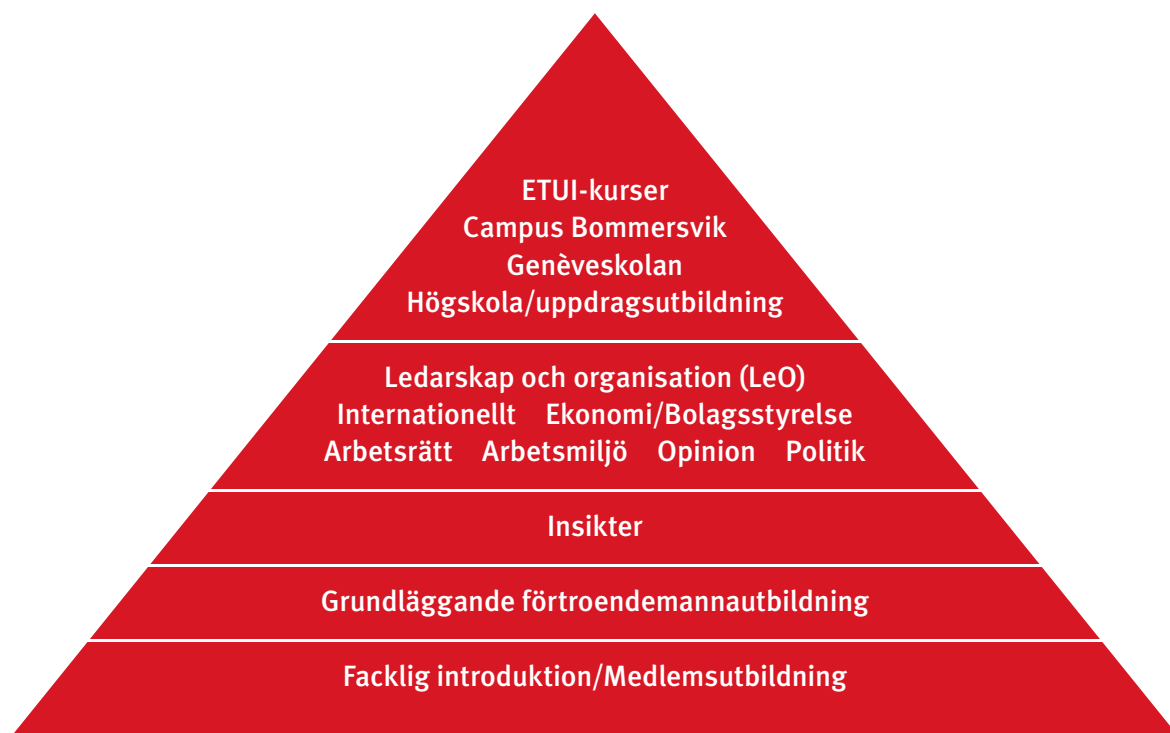 ETUI-kurser
Campus Bommersvik
Genèveskolan
Högskola/uppdragsutbildning
Ledarskap och organisation (LeO)
Internationellt Ekonomi/Bolagsstyrelse
Arbetsrätt Arbetsmiljö Opinion Politik
Insikter
Grundläggande förtroendemannautbildning
Facklig introduktion/Medlemsutbildning